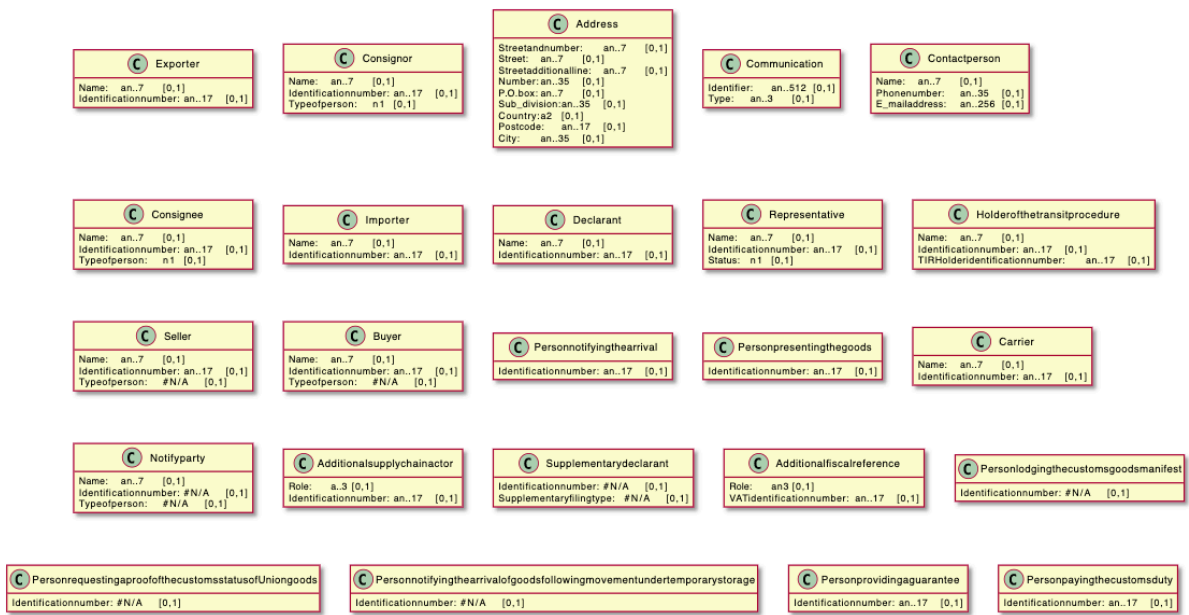 C Exporter
Name: an..7 [0,1]
Identificationnumber: an..17 [0,1]
C Consignor
Name: an..7 [0,1]
Identificationnumber: an..17 [0,1]
Typeofperson: n1 [0,1]
C Address
Streetandnumber: an..7 [0,1]
Street: an..7 [0,1]
Streetadditionalline: an..7 [0,1]
Number:an..35 [0,1]
P.O.box: an..7 [0,1]
Sub_division:an..35 [0,1]
Country:a2 [0,1]
Postcode: an..17 [0,1]
City: an..35 [0,1]
C Communication
Identifier: an..512 [0,1]
Type: an..3 [0,1]
C Contactperson
Name: an..7 [0,1]
Phonenumber: an..35 [0,1]
E_mailaddress: an..256 [0,1]
C Consignee
Name: an..7 [0,1]
Identificationnumber: an..17 [0,1]
Typeofperson: n1 [0,1]
C Importer
Name: an..7 [0,1]
Identificationnumber: an..17 [0,1]
C Declarant
Name: an..7 [0,1]
Identificationnumber: an..17 [0,1]
C Representative
Name: an..7 [0,1]
Identificationnumber: an..17 [0,1]
Status: n1 [0,1]
C Holderofthetransitprocedure
Name: an..7 [0,1]
Identificationnumber: an..17 [0,1]
TIRHolderidentificationnumber: an..17 [0,1]
C Seller
Name: an..7 [0,1]
Identificationnumber: an..17 [0,1]
Typeofperson: #N/A [0,1]
C Buyer
Name: an..7 [0,1]
Identificationnumber: an..17 [0,1]
Typeofperson: #N/A [0,1]
C Personnotifyingthearrival
Identificationnumber: an..17 [0,1]
C Personpresentingthegoods
Identificationnumber: an..17 [0,1]
C Carrier
Name: an..7 [0,1]
Identificationnumber: an..17 [0,1]
C Notifyparty
Name: an..7 [0,1]
Identificationnumber: #N/A [0,1]
Typeofperson: #N/A [0,1]
C Additionalsupplychainactor
Role: a..3 [0,1]
Identificationnumber: an..17 [0,1]
C Supplementarydeclarant
Identificationnumber: #N/A [0,1]
Supplementaryfilingtype: #N/A [0,1]
C Additionalfiscalreference
Role: an3 [0,1]
VATidentificationnumber: an..17 [0,1]
C Personlodgingthecustomsgoodsmanifest
Identificationnumber: #N/A [0,1]
C PersonrequestingaproofofthecustomsstatusofUniongoods
Identificationnumber: #N/A [0,1]
C Personnotifyingthearrivalofgoodsfollowingmovementundertemporarystorage
Identificationnumber: #N/A [0,1]
C Personprovidingaguarantee
Identificationnumber: an..17 [0,1]
C Personpayingthecustomsduty
Identificationnumber: an..17 [0,1]